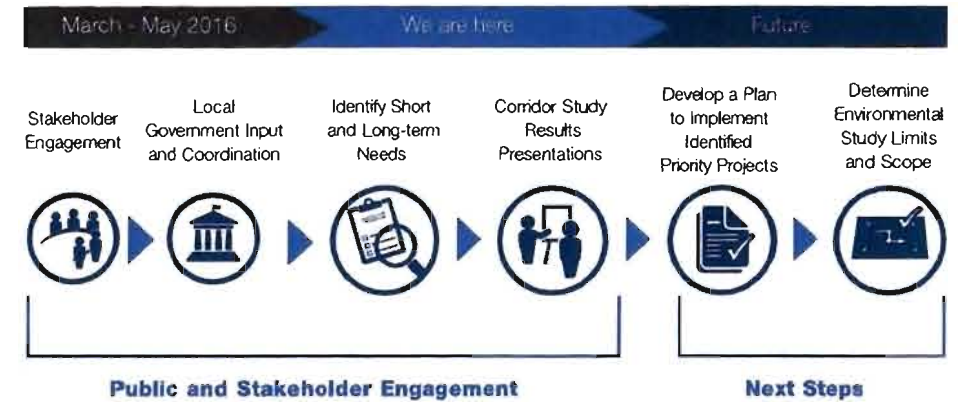 March - May 2016
We are here
Future
Stakeholder
Engagement
Local
Government Input
and Coordination
Identify Short
and Long-term
Needs
Corridor Study
Results
Presentations
Develop a Plan
to Implement
Identified
Priority Projects
Determine
Environmental
Study Limits
and Scope
Public and Stakeholder Engagement
Next Steps